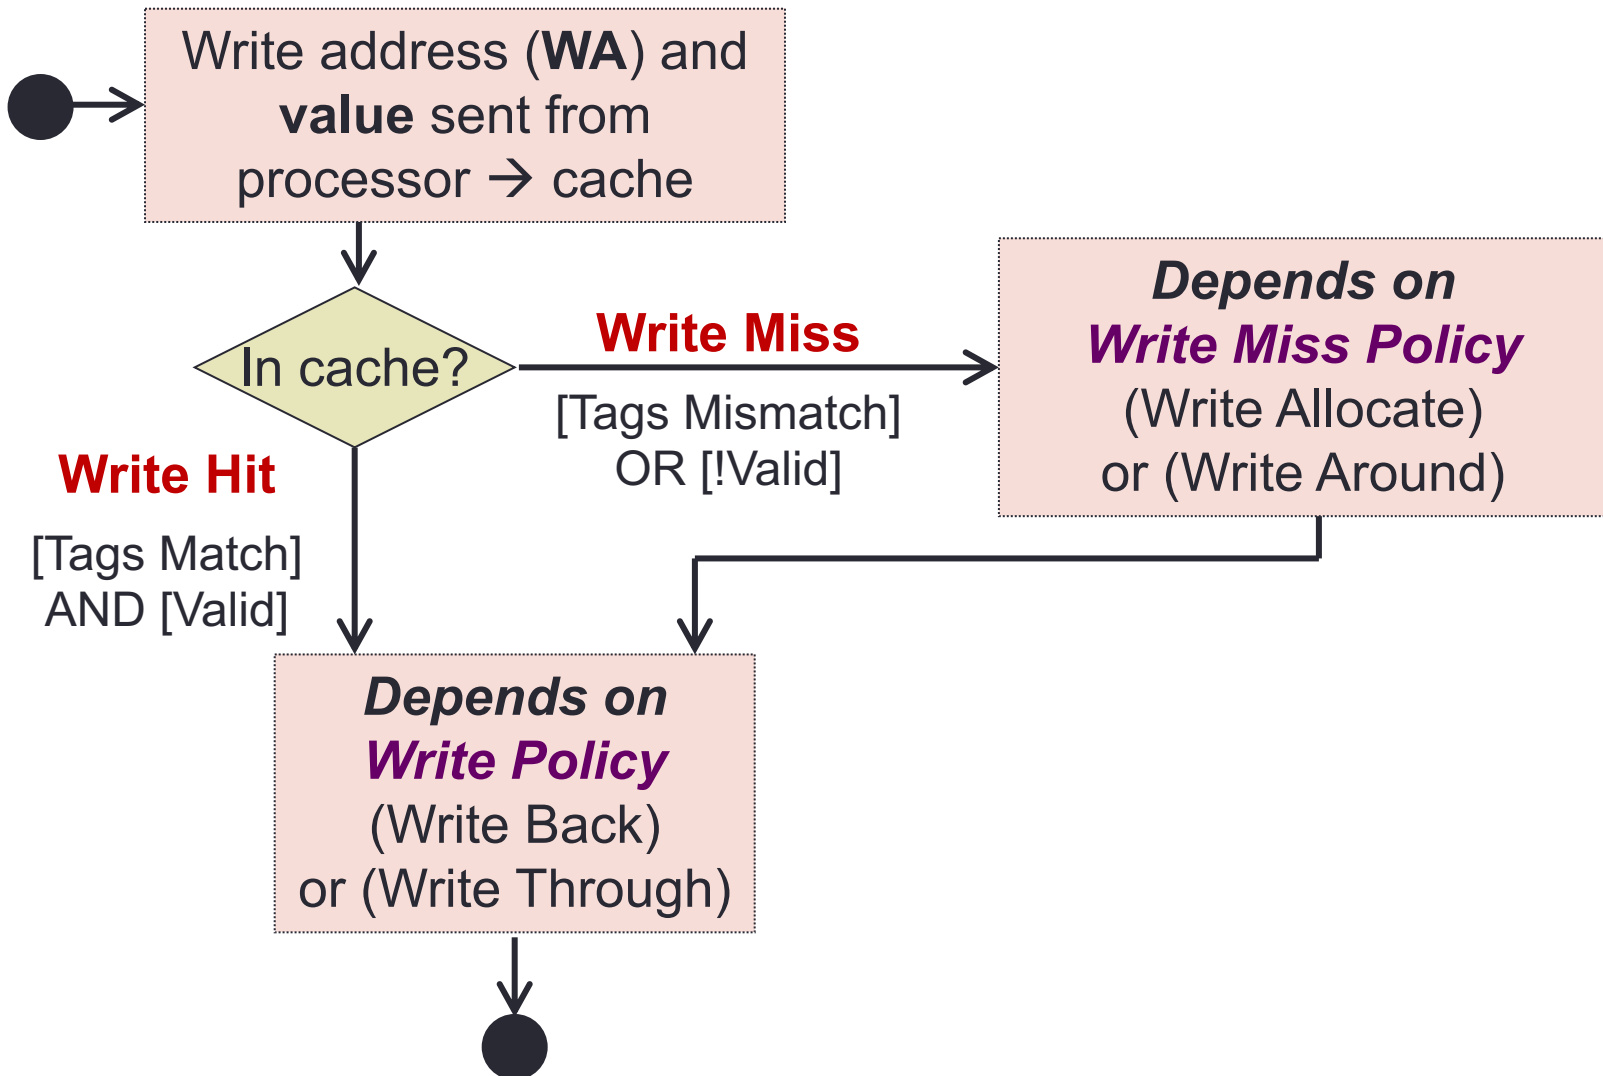 Write address (WA) and
value sent from
processor → cache
In cache?
Write Miss
[Tags Mismatch]
OR [!Valid]
Depends on
Write Miss Policy
(Write Allocate)
or (Write Around)
Write Hit
[Tags Match]
AND [Valid]
Depends on
Write Policy
(Write Back)
or (Write Through)